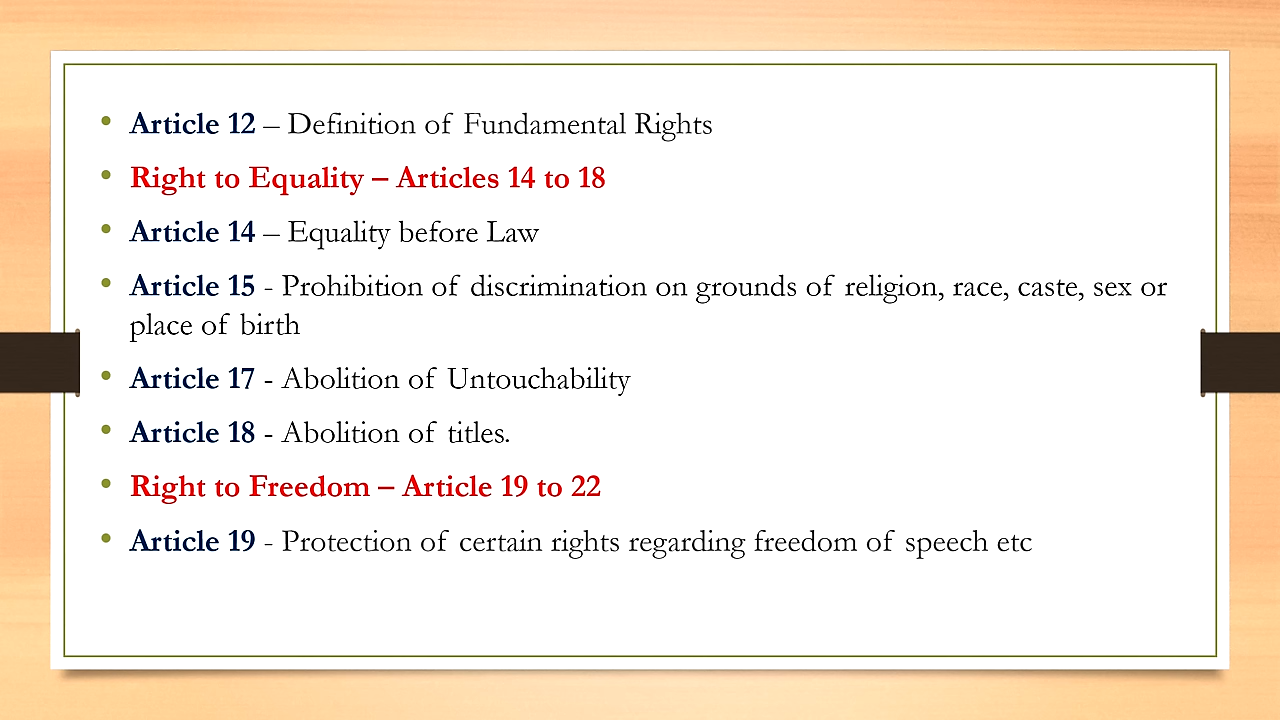 • Article 12 – Definition of Fundamental Rights
• Right to Equality – Articles 14 to 18
• Article 14 – Equality before Law
• Article 15 - Prohibition of discrimination on grounds of religion, race, caste, sex or
place of birth
• Article 17 - Abolition of Untouchability
• Article 18 - Abolition of titles.
• Right to Freedom – Article 19 to 22
• Article 19 - Protection of certain rights regarding freedom of speech etc